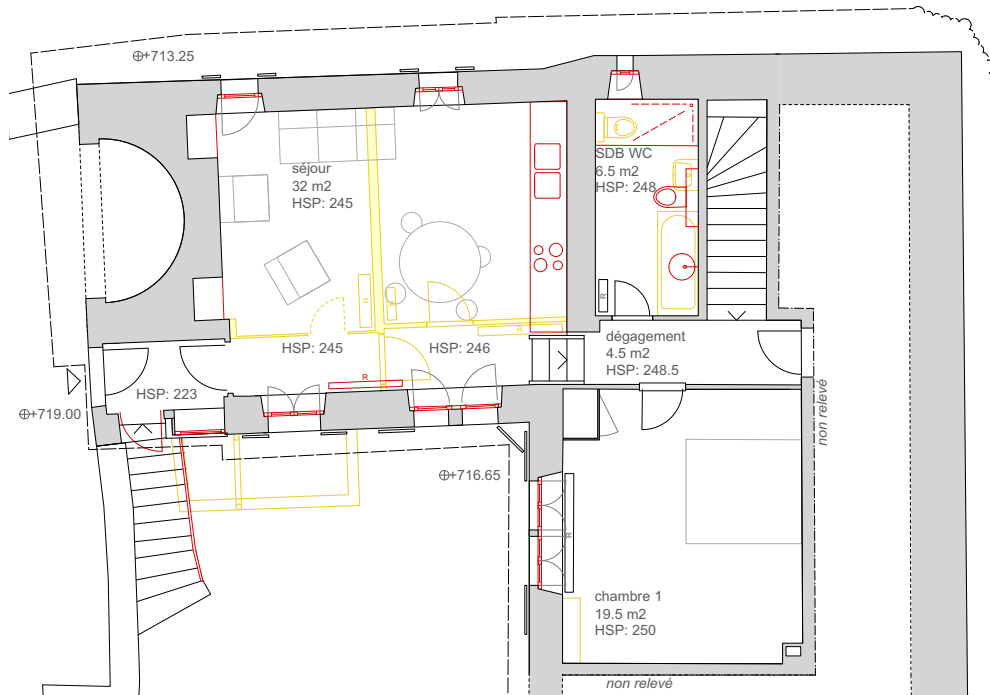 +713.25
séjour
32 m2
HSP: 245
SDB WC
6.5 m2
HSP: 248
R
R
R
R
HSP: 245
HSP: 246
dégagement
4.5 m2
HSP: 248.5
R
HSP: 223
+719.00
non relevé
+716.65
R
chambre 1
19.5 m2
HSP: 250
non relevé